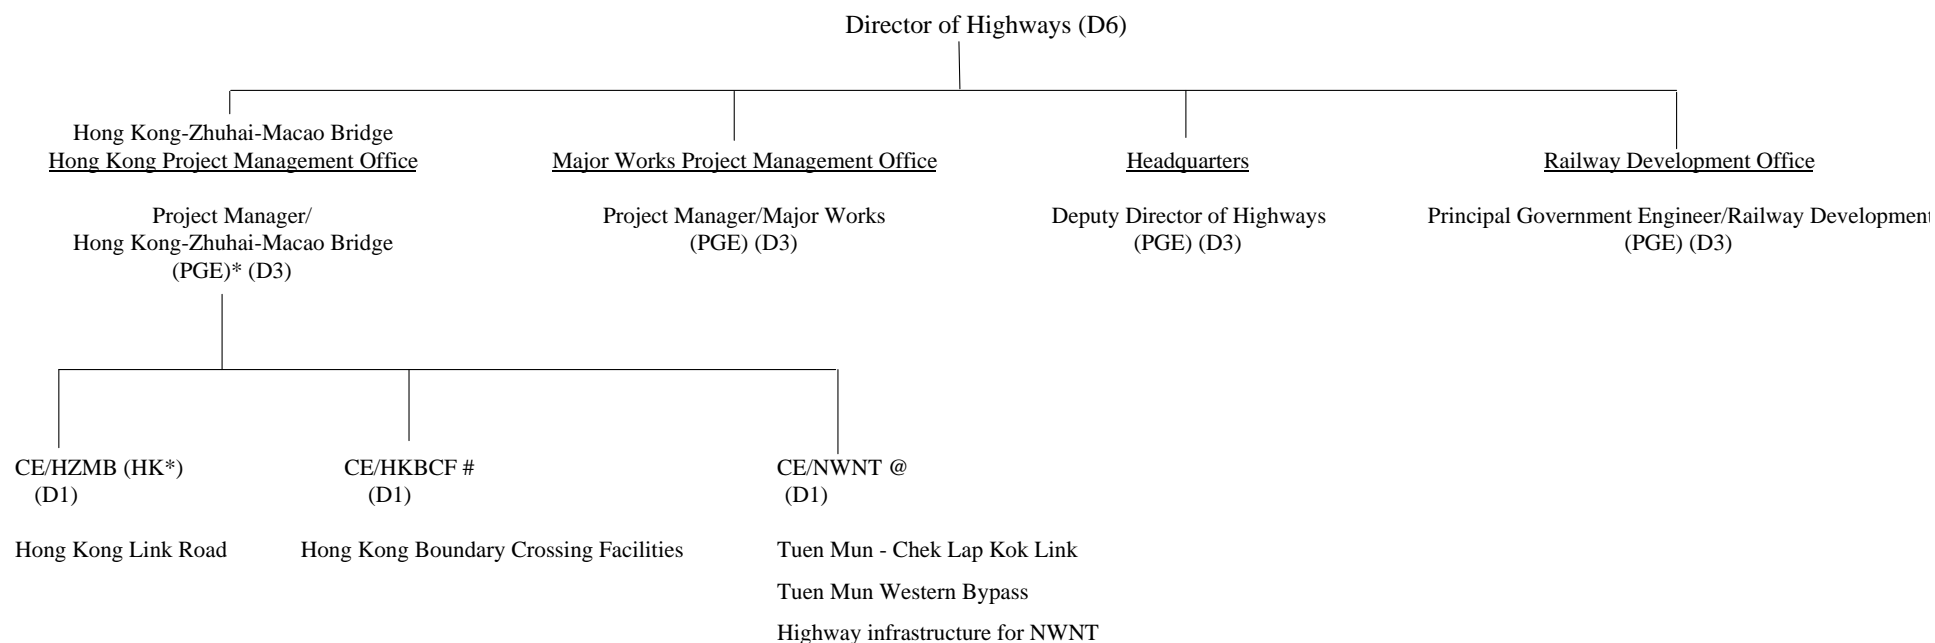 Director of Highways (D6)
Hong Kong-Zhuhai-Macao Bridge
Hong Kong Project Management Office
Project Manager/
Hong Kong-Zhuhai-Macao Bridge
(PGE)* (D3)
Major Works Project Management Office
Project Manager/Major Works
(PGE) (D3)
Headquarters
Deputy Director of Highways
(PGE) (D3)
Railway Development Office
Principal Government Engineer/Railway Development
(PGE) (D3)
CE/HZMB (HK*)
(D1)
Hong Kong Link Road
CE/HKBCF #
(D1)
Hong Kong Boundary Crossing Facilities
CE/NWNT @
(D1)
Tuen Mun - Chek Lap Kok Link
Tuen Mun Western Bypass
Highway infrastructure for NWNT